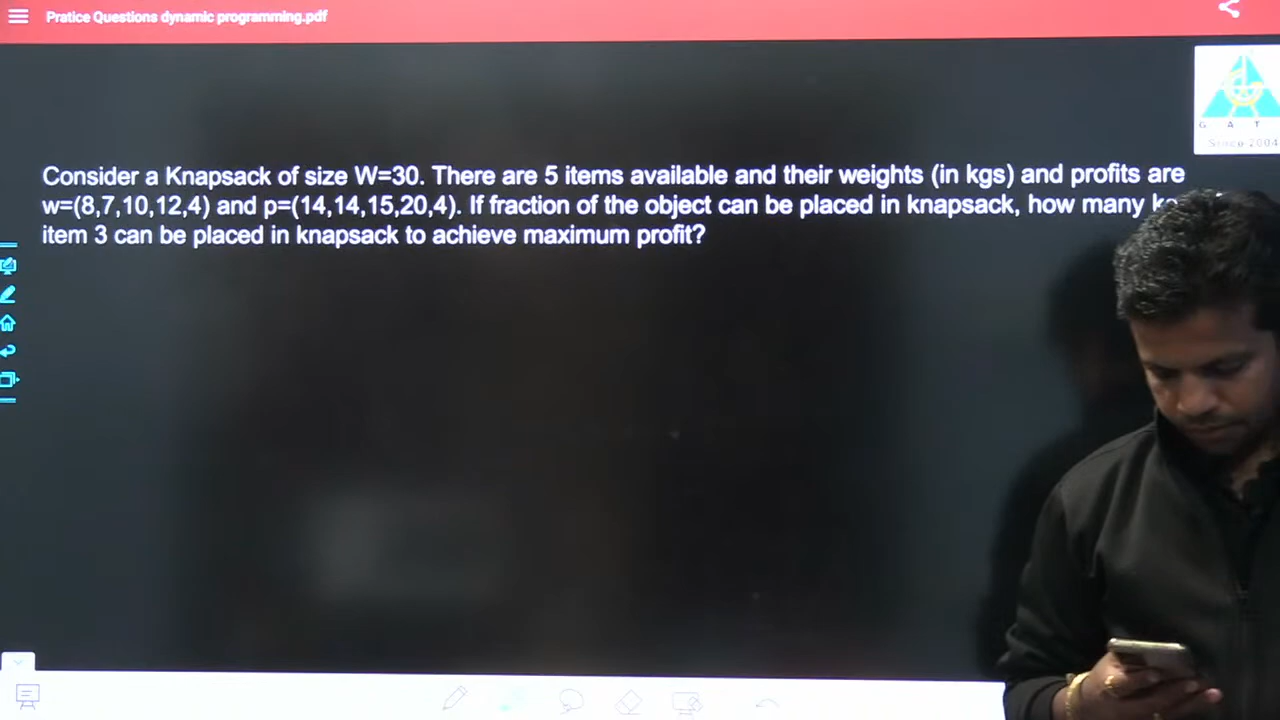 Pratice Questions dynamic programming.pdf
G A T
Since 2004
Consider a Knapsack of size W=30. There are 5 items available and their weights (in kgs) and profits are
w=(8,7,10,12,4) and p=(14,14,15,20,4). If fraction of the object can be placed in knapsack, how many
item 3 can be placed in knapsack to achieve maximum profit?